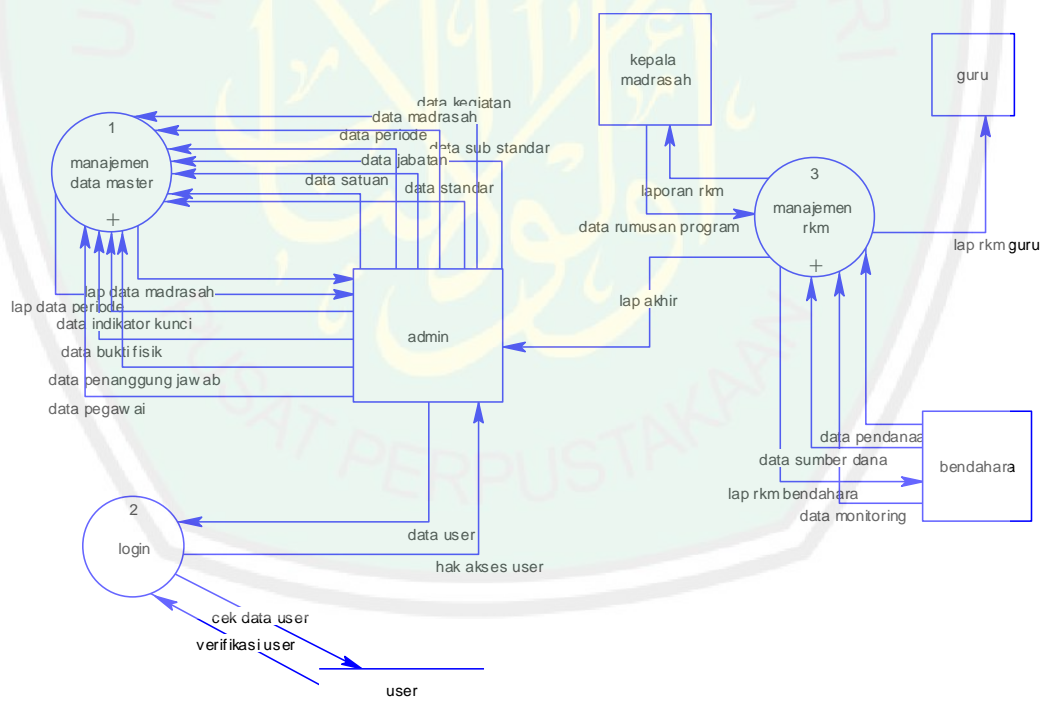 kepala
madrasah
guru
data kegiatan
data madrasah
1
data periode
data sub standar
manajemen
data master
data jabatan
data satuan
data standar
+
3
manajemen
rkm
+
laporan rkm
data rumusan program
lap rkm guru
lap data madrasah
lap data periode
data indikator kunci
lap akhir
admin
data bukti fisik
data penanggung jawab
data pegawai
data pendanaa
data sumber dana
bendahara
lap rkm bendahara
data monitoring
2
login
data user
hak akses user
cek data user
verifikasi user
user
PUSAT PERPUSTAKAAN